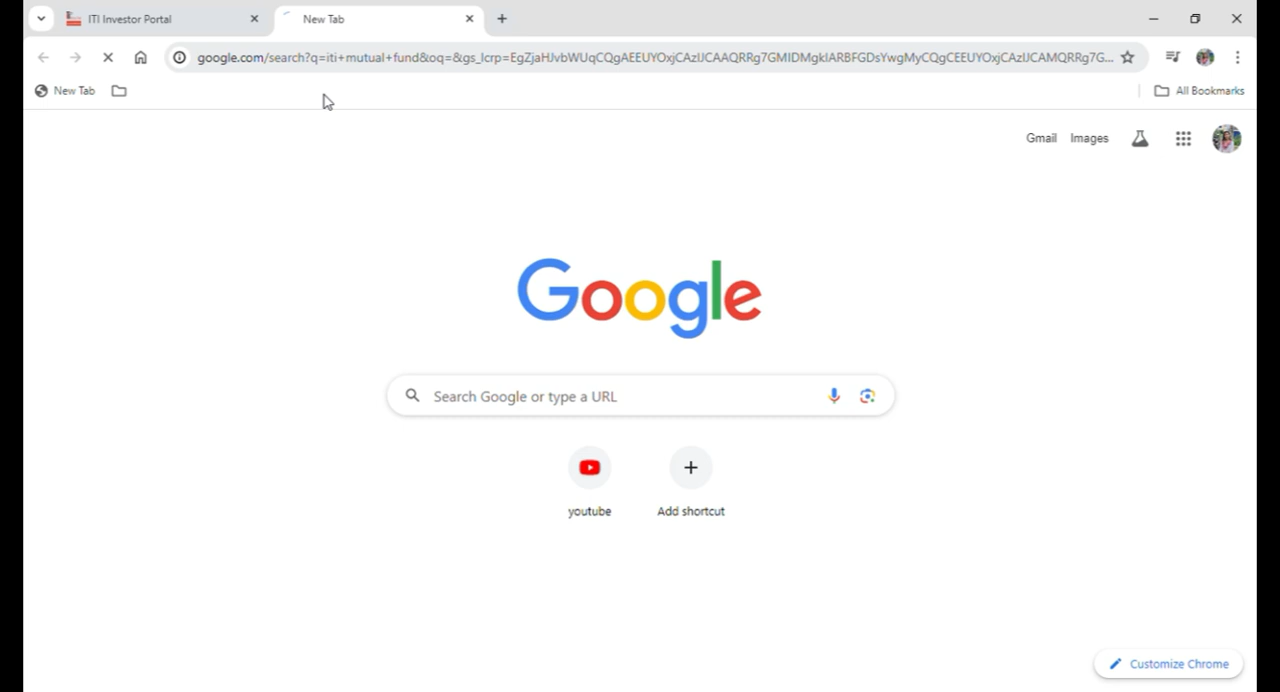 ITI Investor Portal
New Tab
google.com/search?q=iti+mutual+fund&oq=&gs_lcrp=
New Tab
All Bookmarks
Gmail Images
Google
Search Google or type a URL
youtube Add shortcut
Customize Chrome